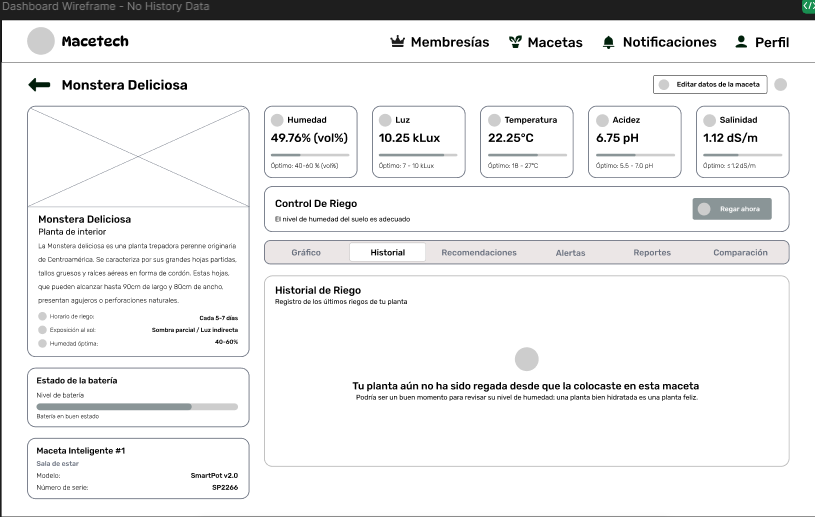 Dashboard Wireframe - No History Data
Macetech
Membresías
Macetas
Notificaciones
Perfil
Monstera Deliciosa
Editar datos de la maceta
Monstera Deliciosa
Planta de interior
La Monstera deliciosa es una planta trepadora perenne originaria
de Centroamérica. Se caracteriza por sus grandes hojas partidas,
tallos gruesos y raíces aéreas en forma de cordón. Estas hojas,
que pueden alcanzar hasta 90cm de largo y 80cm de ancho,
presentan agujeros o perforaciones naturales.
Horario de riego: Cada 5-7 días
Exposición al sol: Sombra parcial / Luz indirecta
Humedad óptima: 40-60%
Estado de la batería
Nivel de batería
Batería en buen estado
Maceta Inteligente #1
Sala de estar
Modelo: SmartPot v2.0
Número de serie: SP2266
Humedad
49.76% (vol%)
Óptimo: 40-60 % (vol%)
Luz
10.25 kLux
Óptimo: 7 - 10 kLux
Temperatura
22.25°C
Óptimo: 18 - 27°C
Acidez
6.75 pH
Óptimo: 5.5 - 7.0 pH
Salinidad
1.12 dS/m
Óptimo: ≤ 1.2 dS/m
Control De Riego
El nivel de humedad del suelo es adecuado
Regar ahora
Gráfico
Historial
Recomendaciones
Alertas
Reportes
Comparación
Historial de Riego
Registro de los últimos riegos de tu planta
Tu planta aún no ha sido regada desde que la colocaste en esta maceta
Podría ser un buen momento para revisar su nivel de humedad; una planta bien hidratada es una planta feliz.